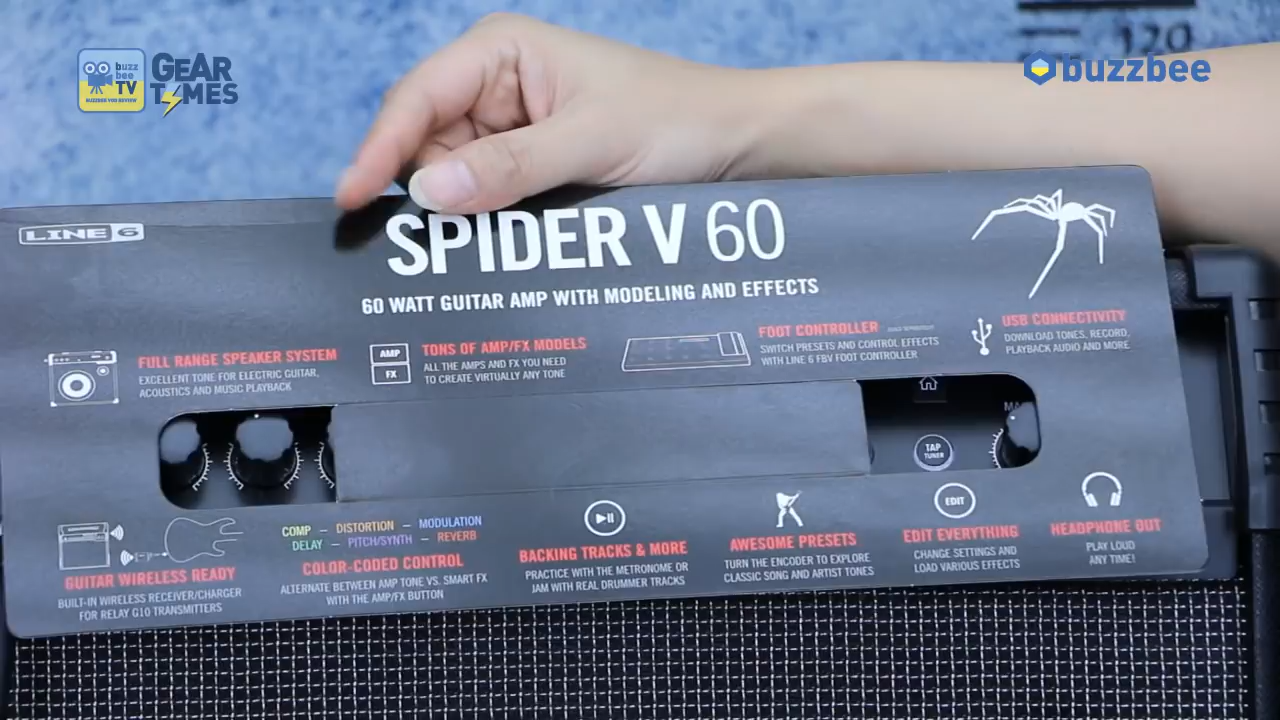 buzz
bee
TV
BUZZBEE YOU REVIEW
GEAR
TIMES
120
buzzbee
LINE 6
SPIDER V 60
60 WATT GUITAR AMP WITH MODELING AND EFFECTS
FULL RANGE SPEAKER SYSTEM
EXCELLENT TONE FOR ELECTRIC GUITAR,
ACOUSTICS AND MUSIC PLAYBACK
AMP
FX
TONS OF AMP/FX MODELS
ALL THE AMPS AND FX YOU NEED
TO CREATE VIRTUALLY ANY TONE
FOOT CONTROLLER
SWITCH PRESETS AND CONTROL EFFECTS
WITH LINE 6 FBV FOOT CONTROLLER
USB CONNECTIVITY
DOWNLOAD TONES, RECORD,
PLAYBACK AUDIO AND MORE
TAP
TUNER
GUITAR WIRELESS READY
BUILT-IN WIRELESS RECEIVER/CHARGER
FOR RELAY G10 TRANSMITTERS
COMP – DISTORTION – MODULATION
DELAY – PITCH/SYNTH – REVERB
COLOR-CODED CONTROL
ALTERNATE BETWEEN AMP TONE VS. SMART FX
WITH THE AMP/FX BUTTON
BACKING TRACKS & MORE
PRACTICE WITH THE METRONOME OR
JAM WITH REAL DRUMMER TRACKS
AWESOME PRESETS
TURN THE ENCODER TO EXPLORE
CLASSIC SONG AND ARTIST TONES
EDIT
EDIT EVERYTHING
CHANGE SETTINGS AND
LOAD VARIOUS EFFECTS
HEADPHONE OUT
PLAY LOUD
ANY TIME!